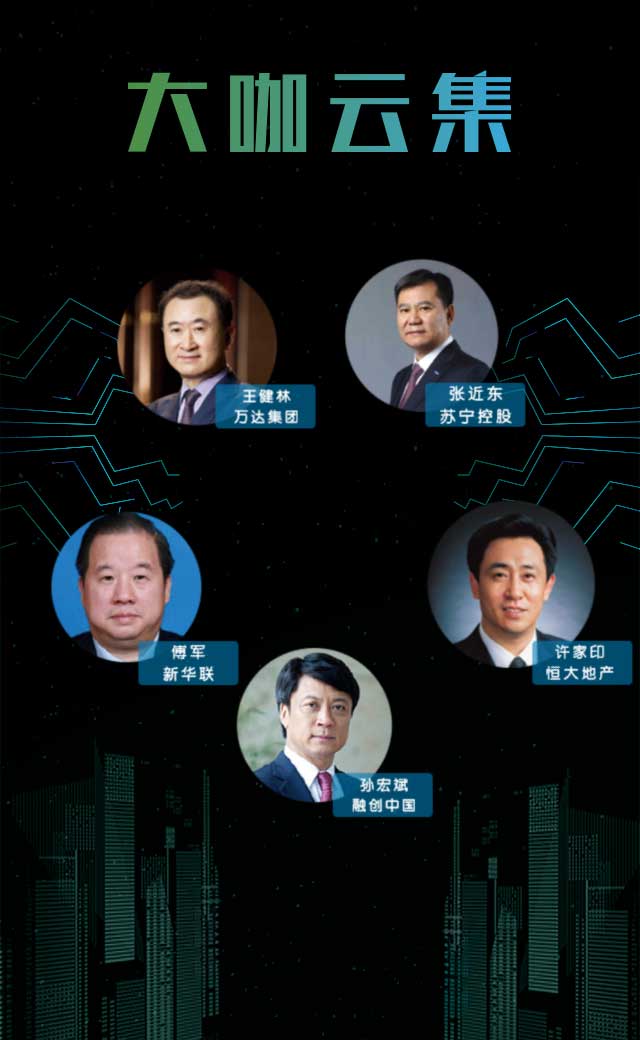 大咖云集
王健林
万达集团
张近东
苏宁控股
傅军
新华联
许家印
恒大地产
孙宏斌
融创中国